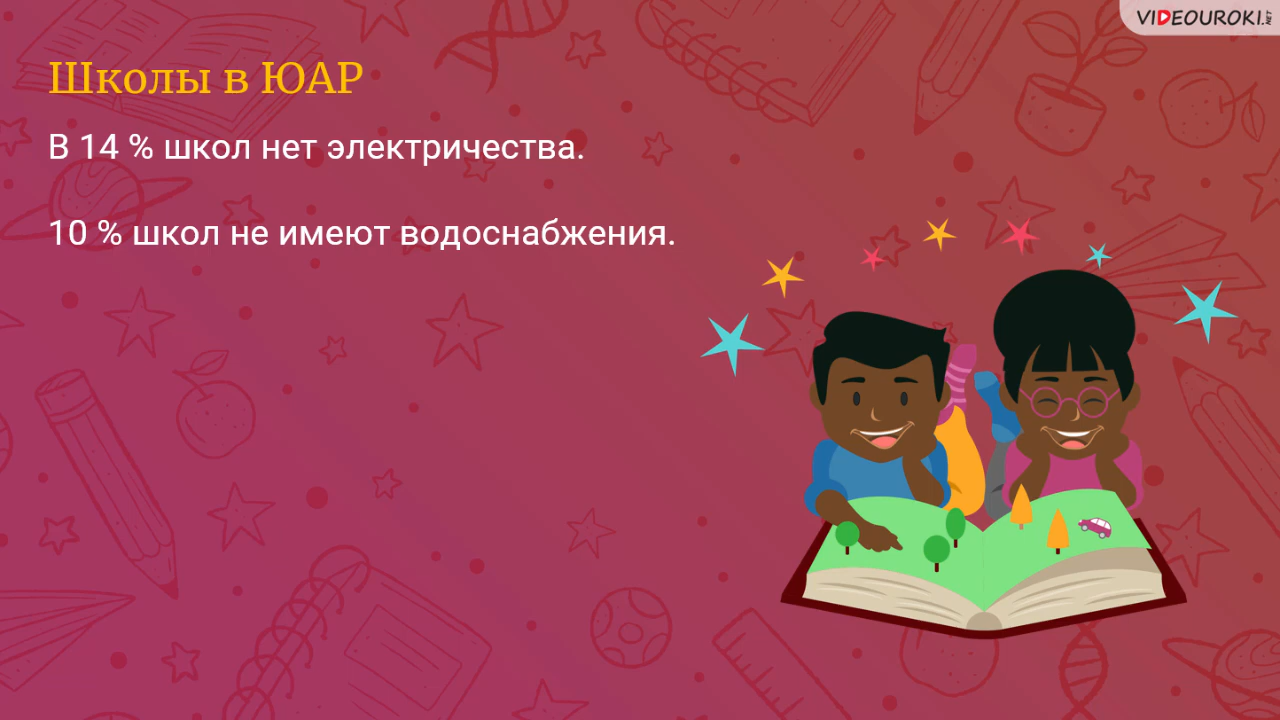 VIDEOUROKI.NET
Школы в ЮАР
В 14 % школ нет электричества.
10 % школ не имеют водоснабжения.